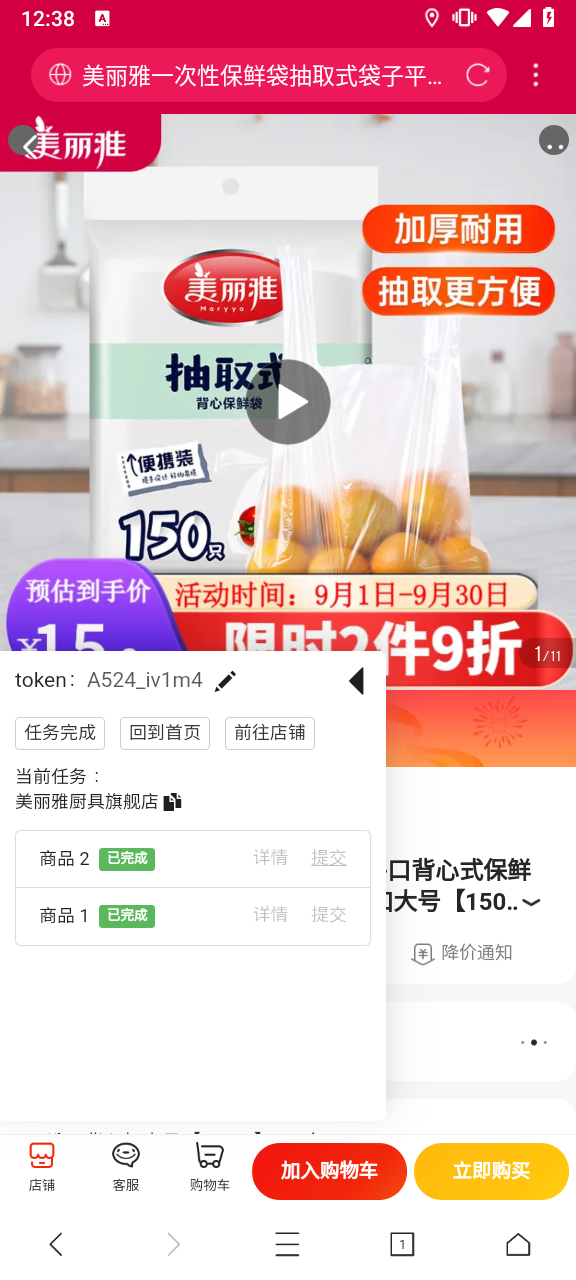 12:38
美丽雅一次性保鲜袋抽取式袋子平...
美丽雅
加厚耐用
抽取更方便
美丽雅
Maryya
抽取式
背心保鲜袋
便携装
150只
预估到手价
活动时间：9月1日-9月30日
限时2件9折
1/11
token： A524_iv1m4
任务完成 回到首页 前往店铺
当前任务：
美丽雅厨具旗舰店
商品 2 已完成 详情 提交
商品 1 已完成 详情 提交
口背心式保鲜
加大号【150..
降价通知
店铺 客服 购物车 加入购物车 立即购买
1